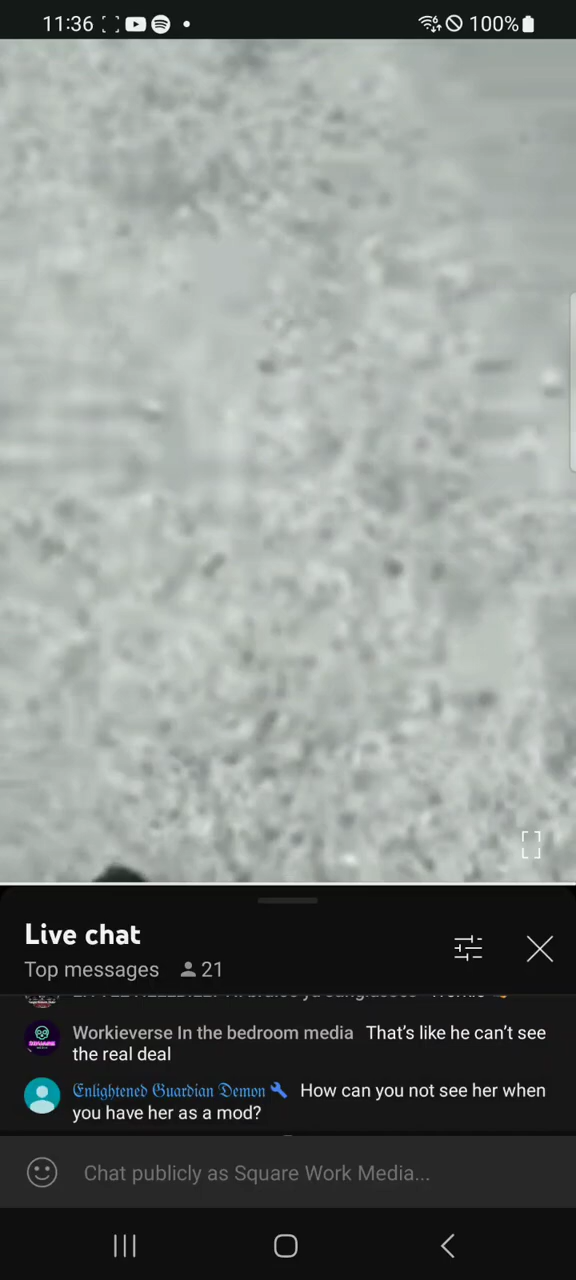 11:36
100%
Live chat
Top messages 21
Workieverse In the bedroom media That's like he can't see
the real deal
Enlightened Guardian Demon How can you not see her when
you have her as a mod?
Chat publicly as Square Work Media...